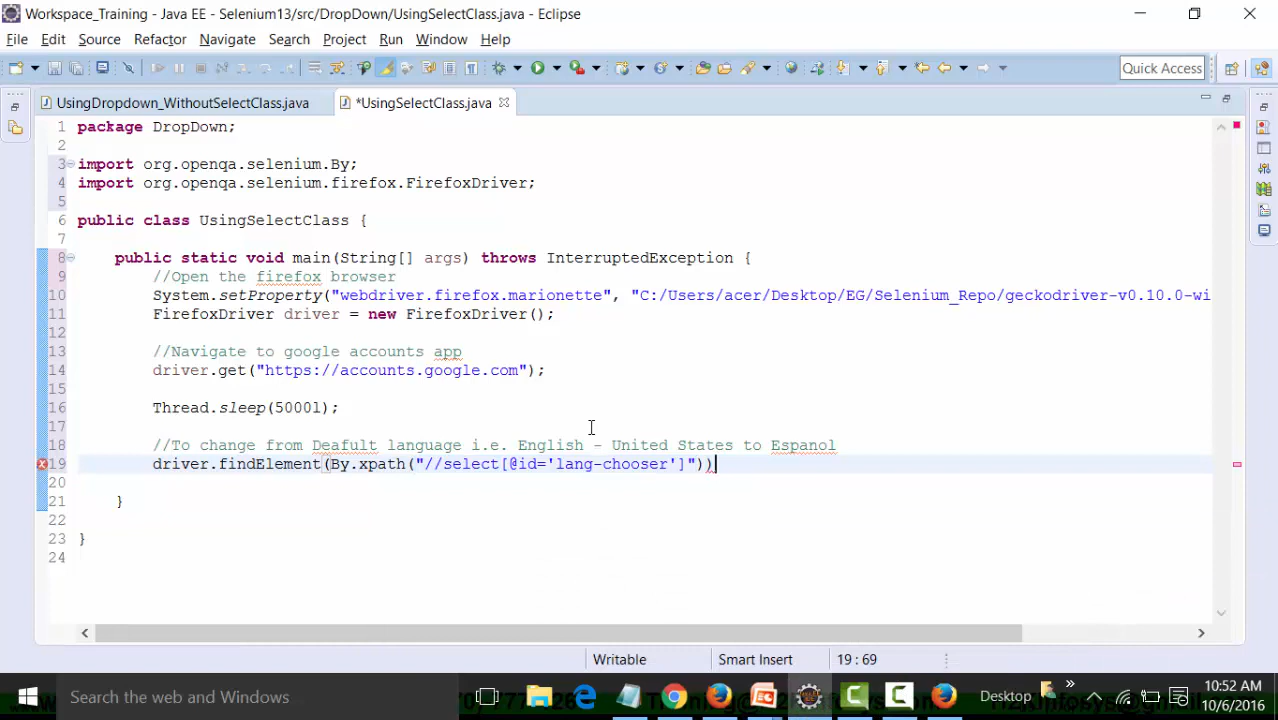 Workspace_Training - Java EE - Selenium13/src/DropDown/UsingSelectClass.java - Eclipse
File Edit Source Refactor Navigate Search Project Run Window Help
Quick Access
UsingDropdown_WithoutSelectClass.java *UsingSelectClass.java
1 package DropDown;
2
3 import org.openqa.selenium.By;
4 import org.openqa.selenium.firefox.FirefoxDriver;
5
6 public class UsingSelectClass {
7
8 public static void main(String[] args) throws InterruptedException {
9 //Open the firefox browser
10 System.setProperty("webdriver.firefox.marionette", "C:/Users/acer/Desktop/EG/Selenium_Repo/geckodriver-v0.10.0-wi
11 FirefoxDriver driver = new FirefoxDriver();
12
13 //Navigate to google accounts app
14 driver.get("https://accounts.google.com");
15
16 Thread.sleep(5000l);
17
18 //To change from Deafult language i.e. English - United States to Espanol
19 driver.findElement(By.xpath("//select[@id='lang-chooser']"))
20
21 }
22
23 }
24
Writable Smart Insert 19 : 69
Search the web and Windows
Desktop
10:52 AM
10/6/2016